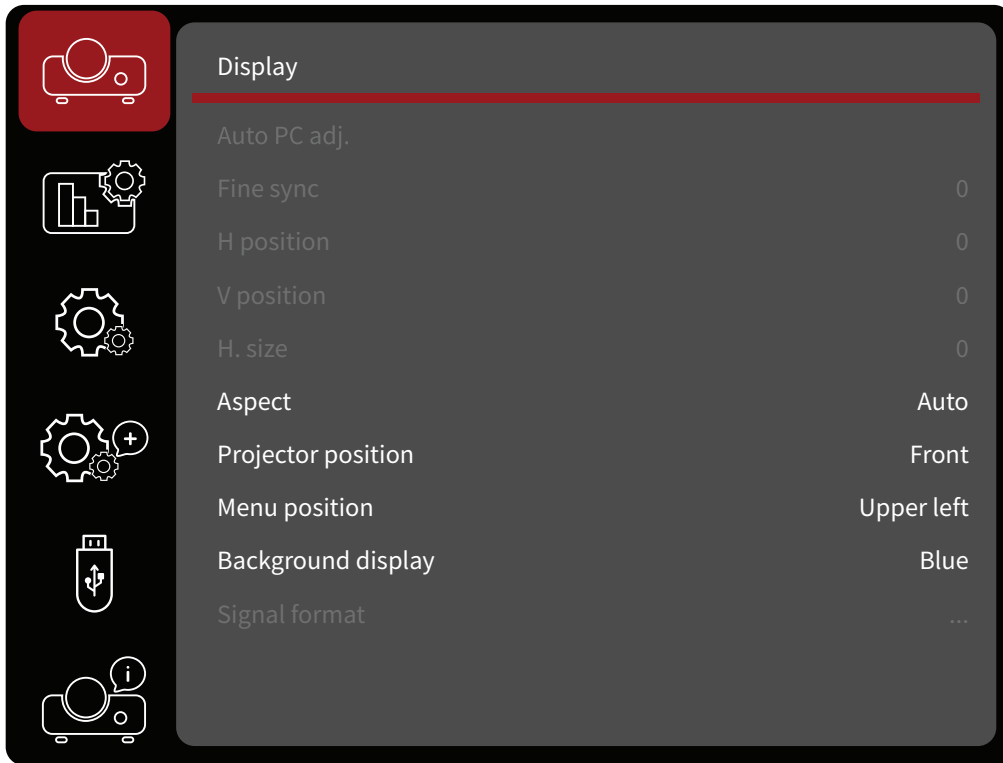 Display
Auto PC adj.
Fine sync 0
H position 0
V position 0
H. size 0
Aspect Auto
Projector position Front
Menu position Upper left
Background display Blue
Signal format ...